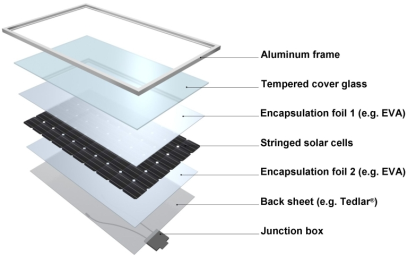 Aluminum frame
Tempered cover glass
Encapsulation foil 1 (e.g. EVA)
Stringed solar cells
Encapsulation foil 2 (e.g. EVA)
Back sheet (e.g. Tedlar®)
Junction box